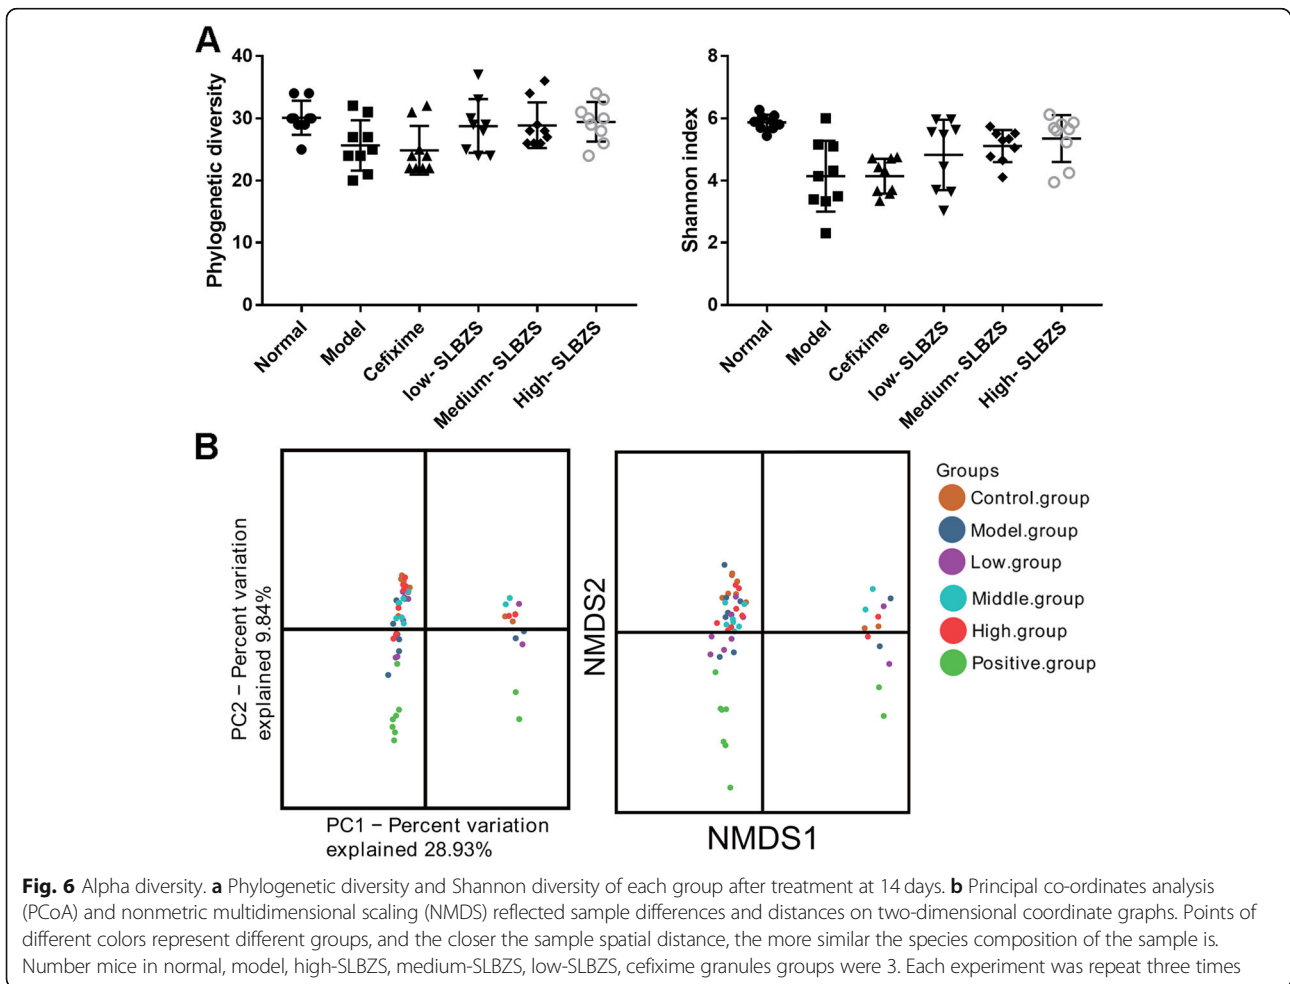 A
Phylogenetic diversity
40
30
20
10
0
Normal
Model
Cefixime
low- SLBZS
Medium- SLBZS
High- SLBZS
Shannon index
8
6
4
2
0
Normal
Model
Cefixime
low- SLBZS
Medium- SLBZS
High- SLBZS
B
PC2 – Percent variation
explained 9.84%
PC1 – Percent variation
explained 28.93%
NMDS2
NMDS1
Groups
Control.group
Model.group
Low.group
Middle.group
High.group
Positive.group
Fig. 6 Alpha diversity. a Phylogenetic diversity and Shannon diversity of each group after treatment at 14 days. b Principal co-ordinates analysis
(PCoA) and nonmetric multidimensional scaling (NMDS) reflected sample differences and distances on two-dimensional coordinate graphs. Points of
different colors represent different groups, and the closer the sample spatial distance, the more similar the species composition of the sample is.
Number mice in normal, model, high-SLBZS, medium-SLBZS, low-SLBZS, cefixime granules groups were 3. Each experiment was repeat three times